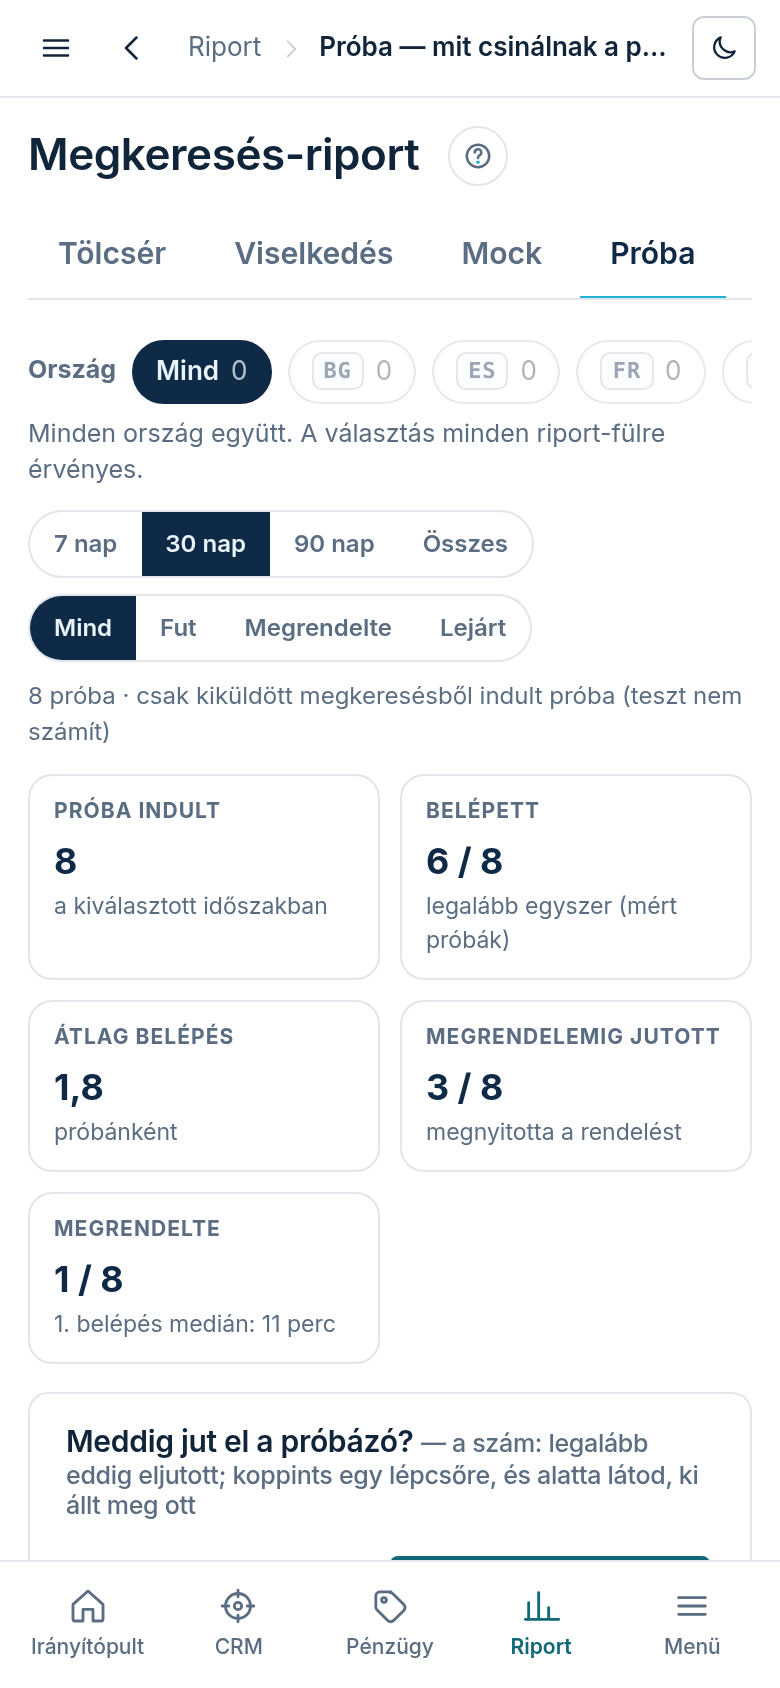 Riport
Próba — mit csinálnak a p...
Megkeresés-riport
Tölcsér Viselkedés Mock Próba
Ország Mind 0 BG 0 ES 0 FR 0
Minden ország együtt. A választás minden riport-fülre
érvényes.
7 nap 30 nap 90 nap Összes
Mind Fut Megrendelte Lejárt
8 próba · csak kiküldött megkeresésből indult próba (teszt nem
számít)
PRÓBA INDULT
8
a kiválasztott időszakban
BELÉPETT
6 / 8
legalább egyszer (mért
próbák)
ÁTLAG BELÉPÉS
1,8
próbánként
MEGRENDELEMIG JUTOTT
3 / 8
megnyitotta a rendelést
MEGRENDELTE
1 / 8
1. belépés medián: 11 perc
Meddig jut el a próbázó? — a szám: legalább
eddig eljutott; koppints egy lépcsőre, és alatta látod, ki
állt meg ott
Irányítópult CRM Pénzügy Riport Menü